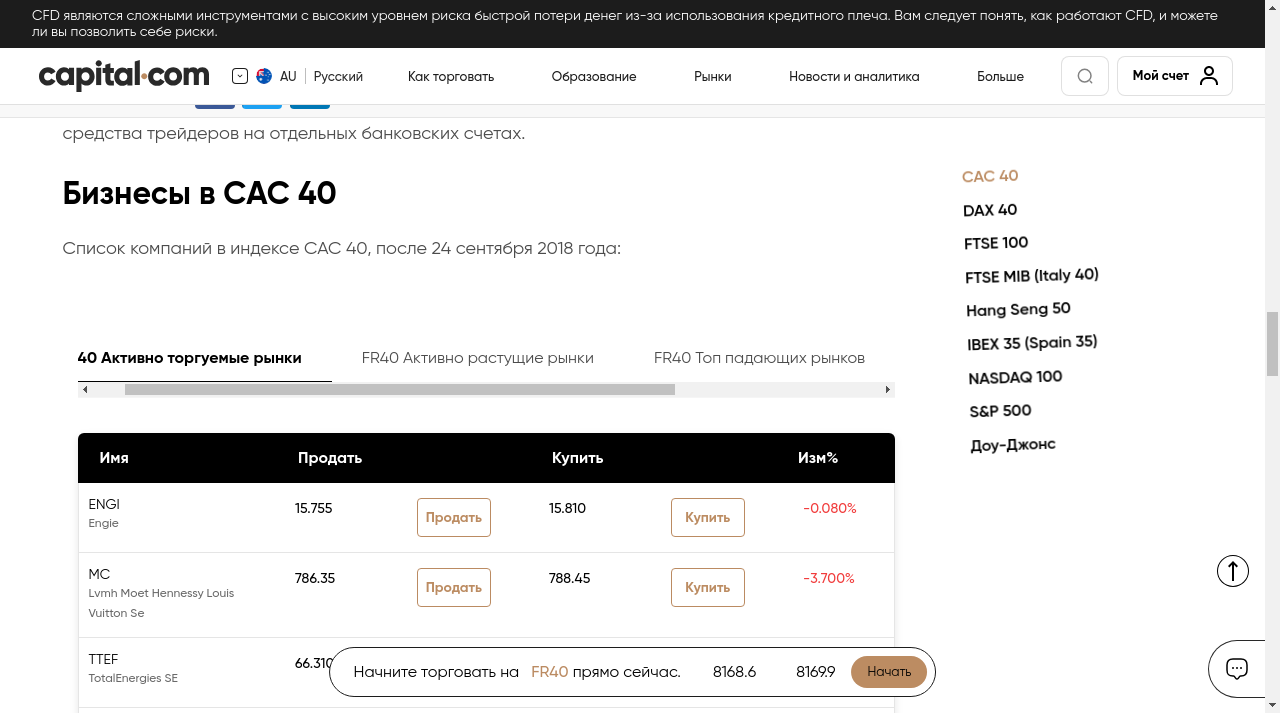 CFD являются сложными инструментами с высоким уровнем риска быстрой потери денег из-за использования кредитного плеча. Вам следует понять, как работают CFD, и можете
ли вы позволить себе риски.
capital.com
AU Русский Как торговать Образование Рынки Новости и аналитика Больше Мой счет
средства трейдеров на отдельных банковских счетах.
Бизнесы в CAC 40
Список компаний в индексе CAC 40, после 24 сентября 2018 года:
CAC 40
DAX 40
FTSE 100
FTSE MIB (Italy 40)
Hang Seng 50
IBEX 35 (Spain 35)
NASDAQ 100
S&P 500
Доу-Джонс
40 Активно торгуемые рынки FR40 Активно растущие рынки FR40 Топ падающих рынков
Имя Продать Купить Изм%
ENGI 15.755 Продать 15.810 Купить -0.080%
Engie
MC 786.35 Продать 788.45 Купить -3.700%
Lvmh Moet Hennessy Louis
Vuitton Se
TTEF 66.310
TotalEnergies SE
Начните торговать на FR40 прямо сейчас. 8168.6 8169.9 Начать